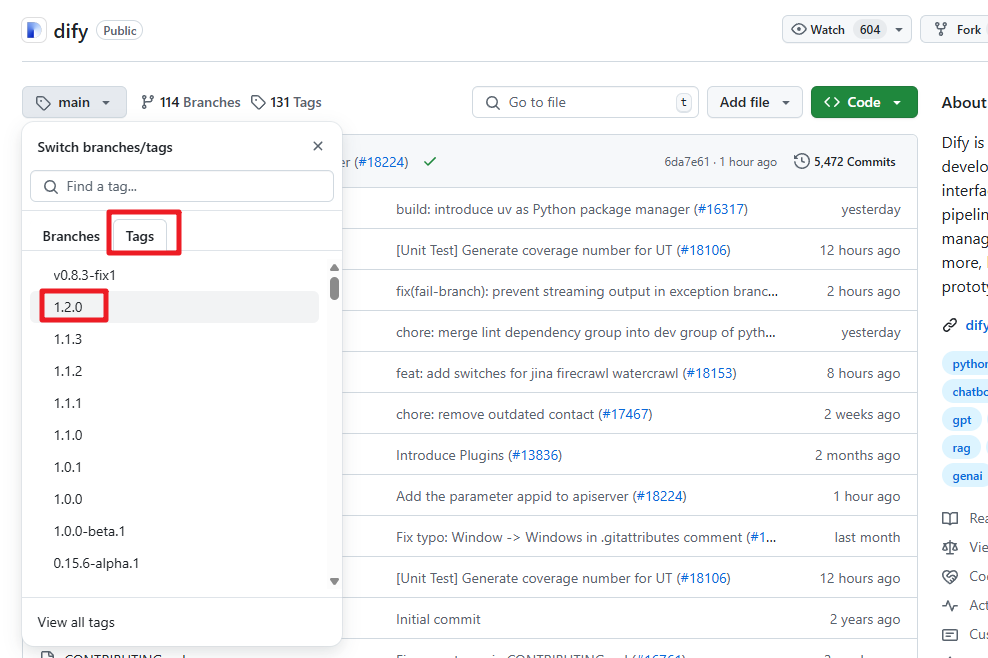 dify Public
Watch 604
Fork
main
114 Branches
131 Tags
Go to file t
Add file
Code
About
Switch branches/tags
Find a tag...
Branches
Tags
v0.8.3-fix1
1.2.0
1.1.3
1.1.2
1.1.1
1.1.0
1.0.1
1.0.0
1.0.0-beta.1
0.15.6-alpha.1
View all tags
er (#18224) 6da7e61 · 1 hour ago 5,472 Commits
build: introduce uv as Python package manager (#16317) yesterday
[Unit Test] Generate coverage number for UT (#18106) 12 hours ago
fix(fail-branch): prevent streaming output in exception branc... 2 hours ago
chore: merge lint dependency group into dev group of pyth... yesterday
feat: add switches for jina firecrawl watercrawl (#18153) 8 hours ago
chore: remove outdated contact (#17467) 2 weeks ago
Introduce Plugins (#13836) 2 months ago
Add the parameter appid to apiserver (#18224) 1 hour ago
Fix typo: Window -> Windows in .gitattributes comment (#1... last month
[Unit Test] Generate coverage number for UT (#18106) 12 hours ago
Initial commit 2 years ago
Dify is
develo
interfa
pipelin
manag
more,
prototy
dify
python
chatbo
gpt
rag
genai
Rea
Vie
Co
Act
Cus